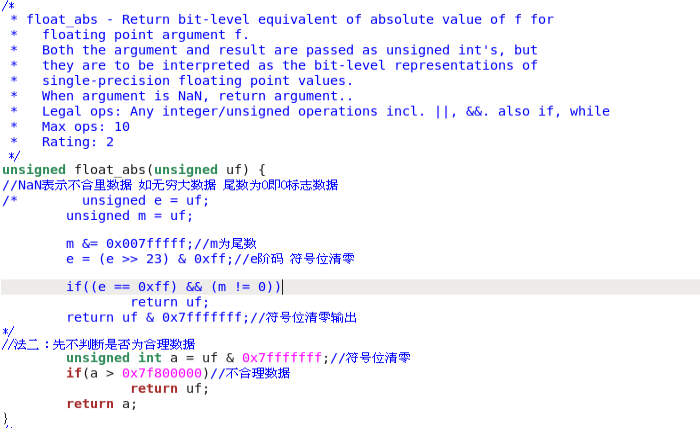 /*
 * float_abs - Return bit-level equivalent of absolute value of f for
 *   floating point argument f.
 *   Both the argument and result are passed as unsigned int's, but
 *   they are to be interpreted as the bit-level representations of
 *   single-precision floating point values.
 *   When argument is NaN, return argument..
 *   Legal ops: Any integer/unsigned operations incl. ||, &&. also if, while
 *   Max ops: 10
 *   Rating: 2
 */
unsigned float_abs(unsigned uf) {
//NaN表示不合里数据 如无穷大数据 尾数为0即0标志数据
/*        unsigned e = uf;
        unsigned m = uf;
        m &= 0x007fffff;//m为尾数
        e = (e >> 23) & 0xff;//e阶码 符号位清零
        if((e == 0xff) && (m != 0))
                return uf;
        return uf & 0x7fffffff;//符号位清零输出
*/
//法二：先不判断是否为合理数据
        unsigned int a = uf & 0x7fffffff;//符号位清零
        if(a > 0x7f800000)//不合理数据
                return uf;
        return a;
}